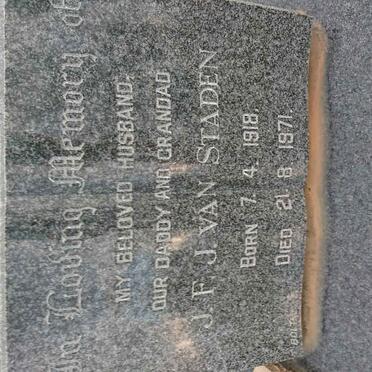 In Loving Memory of
MY BELOVED HUSBAND,
OUR DADDY AND GRANDAD
J. F. J. VAN STADEN
BORN 7. 4. 1918.
DIED 21. 8. 1971.